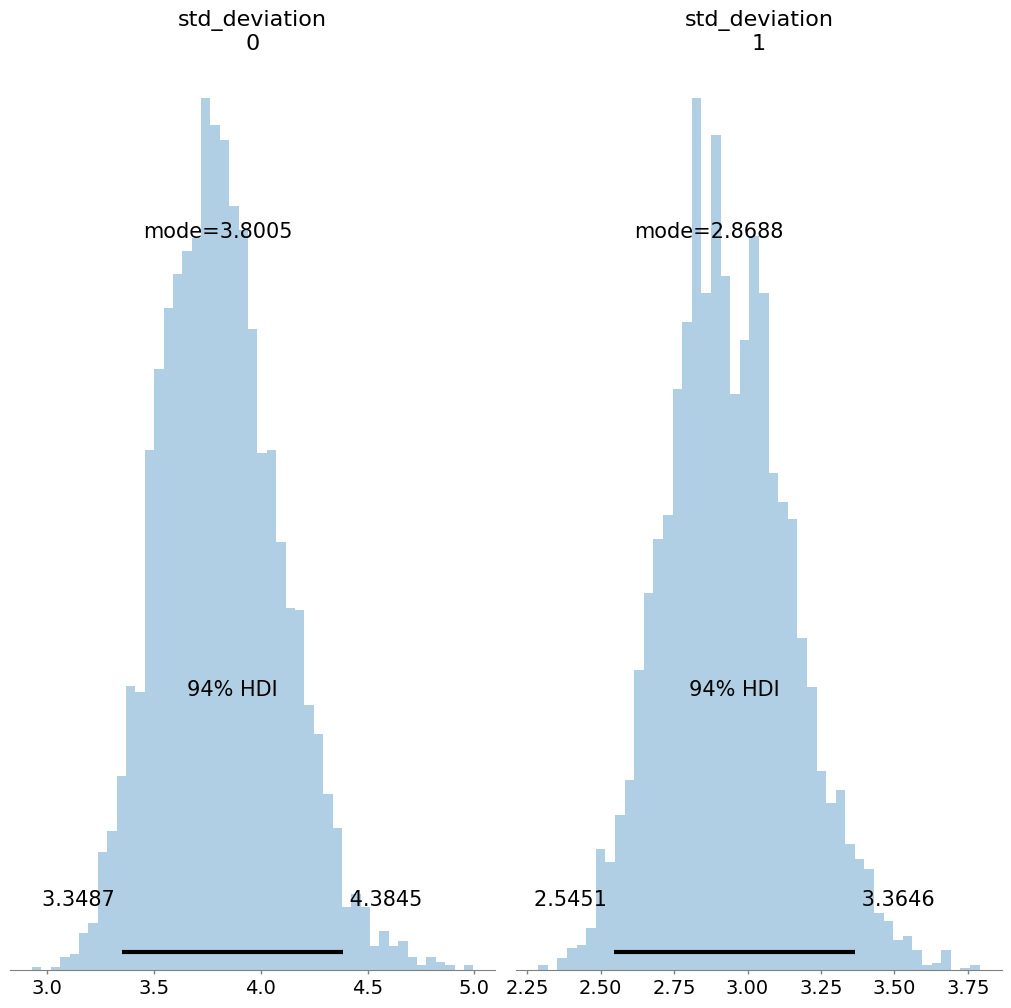 std_deviation
0
mode=3.8005
94% HDI
3.3487
4.3845
3.0 3.5 4.0 4.5 5.0
std_deviation
1
mode=2.8688
94% HDI
2.5451
3.3646
2.25 2.50 2.75 3.00 3.25 3.50 3.75